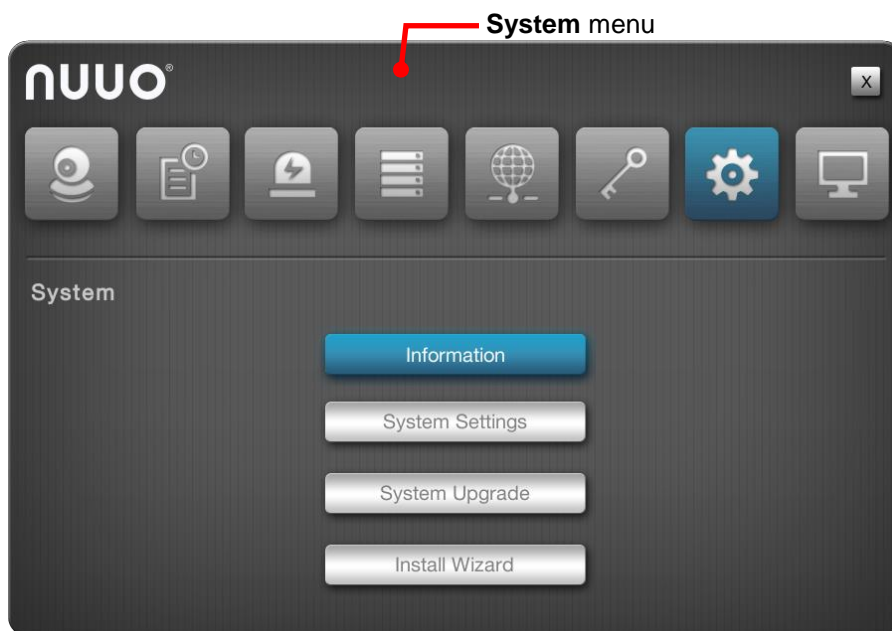 System menu
nuuo®
X
System
Information
System Settings
System Upgrade
Install Wizard